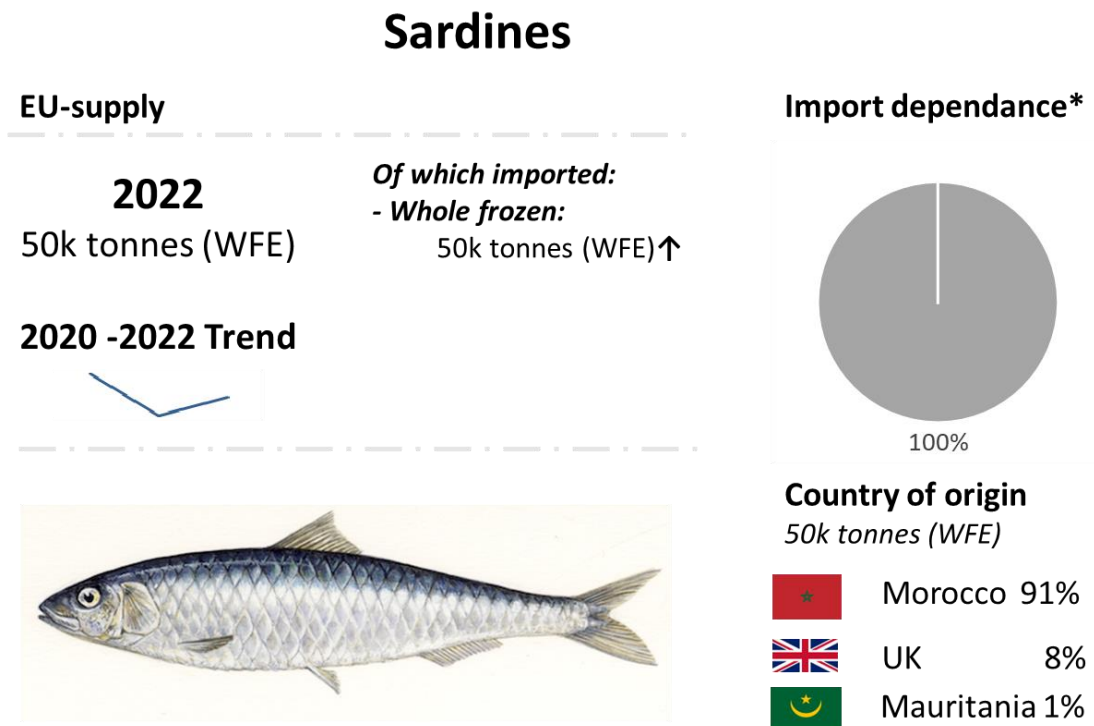 Sardines
EU-supply
2022
50k tonnes (WFE)
Of which imported:
- Whole frozen:
50k tonnes (WFE)↑
2020 -2022 Trend
Import dependance*
100%
Country of origin
50k tonnes (WFE)
Morocco 91%
UK 8%
Mauritania 1%